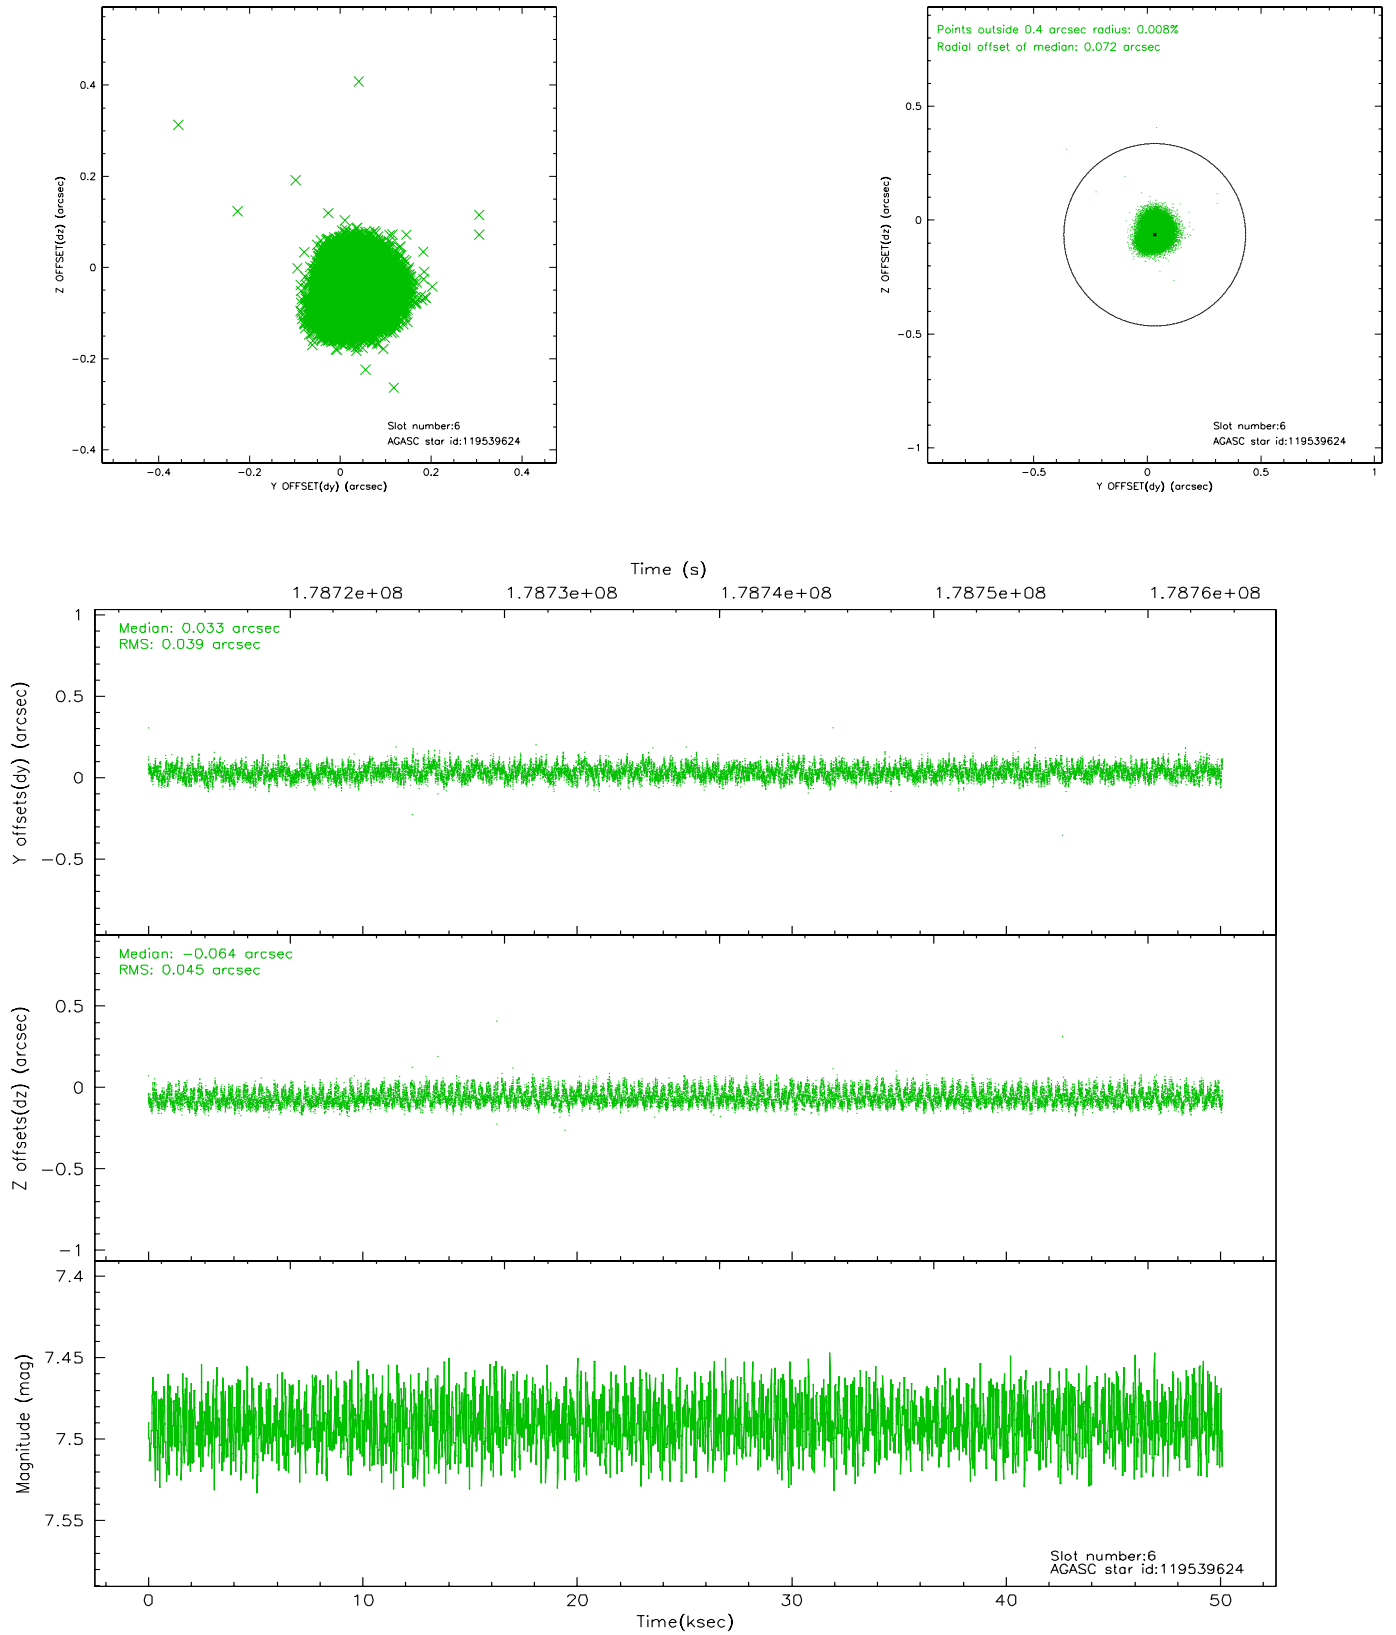 0.4
0.2
0
−0.2
−0.4
Z OFFSET(dz) (arcsec)
Slot number:6
AGASC star id:119539624
−0.4 −0.2 0 0.2 0.4
Y OFFSET(dy) (arcsec)
Points outside 0.4 arcsec radius: 0.008%
Radial offset of median: 0.072 arcsec
0.5
0
−0.5
−1
Z OFFSET(dz) (arcsec)
Slot number:6
AGASC star id:119539624
−0.5 0 0.5 1
Y OFFSET(dy) (arcsec)
Time (s)
1.7872e+08 1.7873e+08 1.7874e+08 1.7875e+08 1.7876e+08
Median: 0.033 arcsec
RMS: 0.039 arcsec
1
0.5
0
−0.5
Y offsets(dy) (arcsec)
Median: −0.064 arcsec
RMS: 0.045 arcsec
0.5
0
−0.5
−1
Z offsets(dz) (arcsec)
7.4
7.45
7.5
7.55
Magnitude (mag)
Slot number:6
AGASC star id:119539624
0 10 20 30 40 50
Time(ksec)